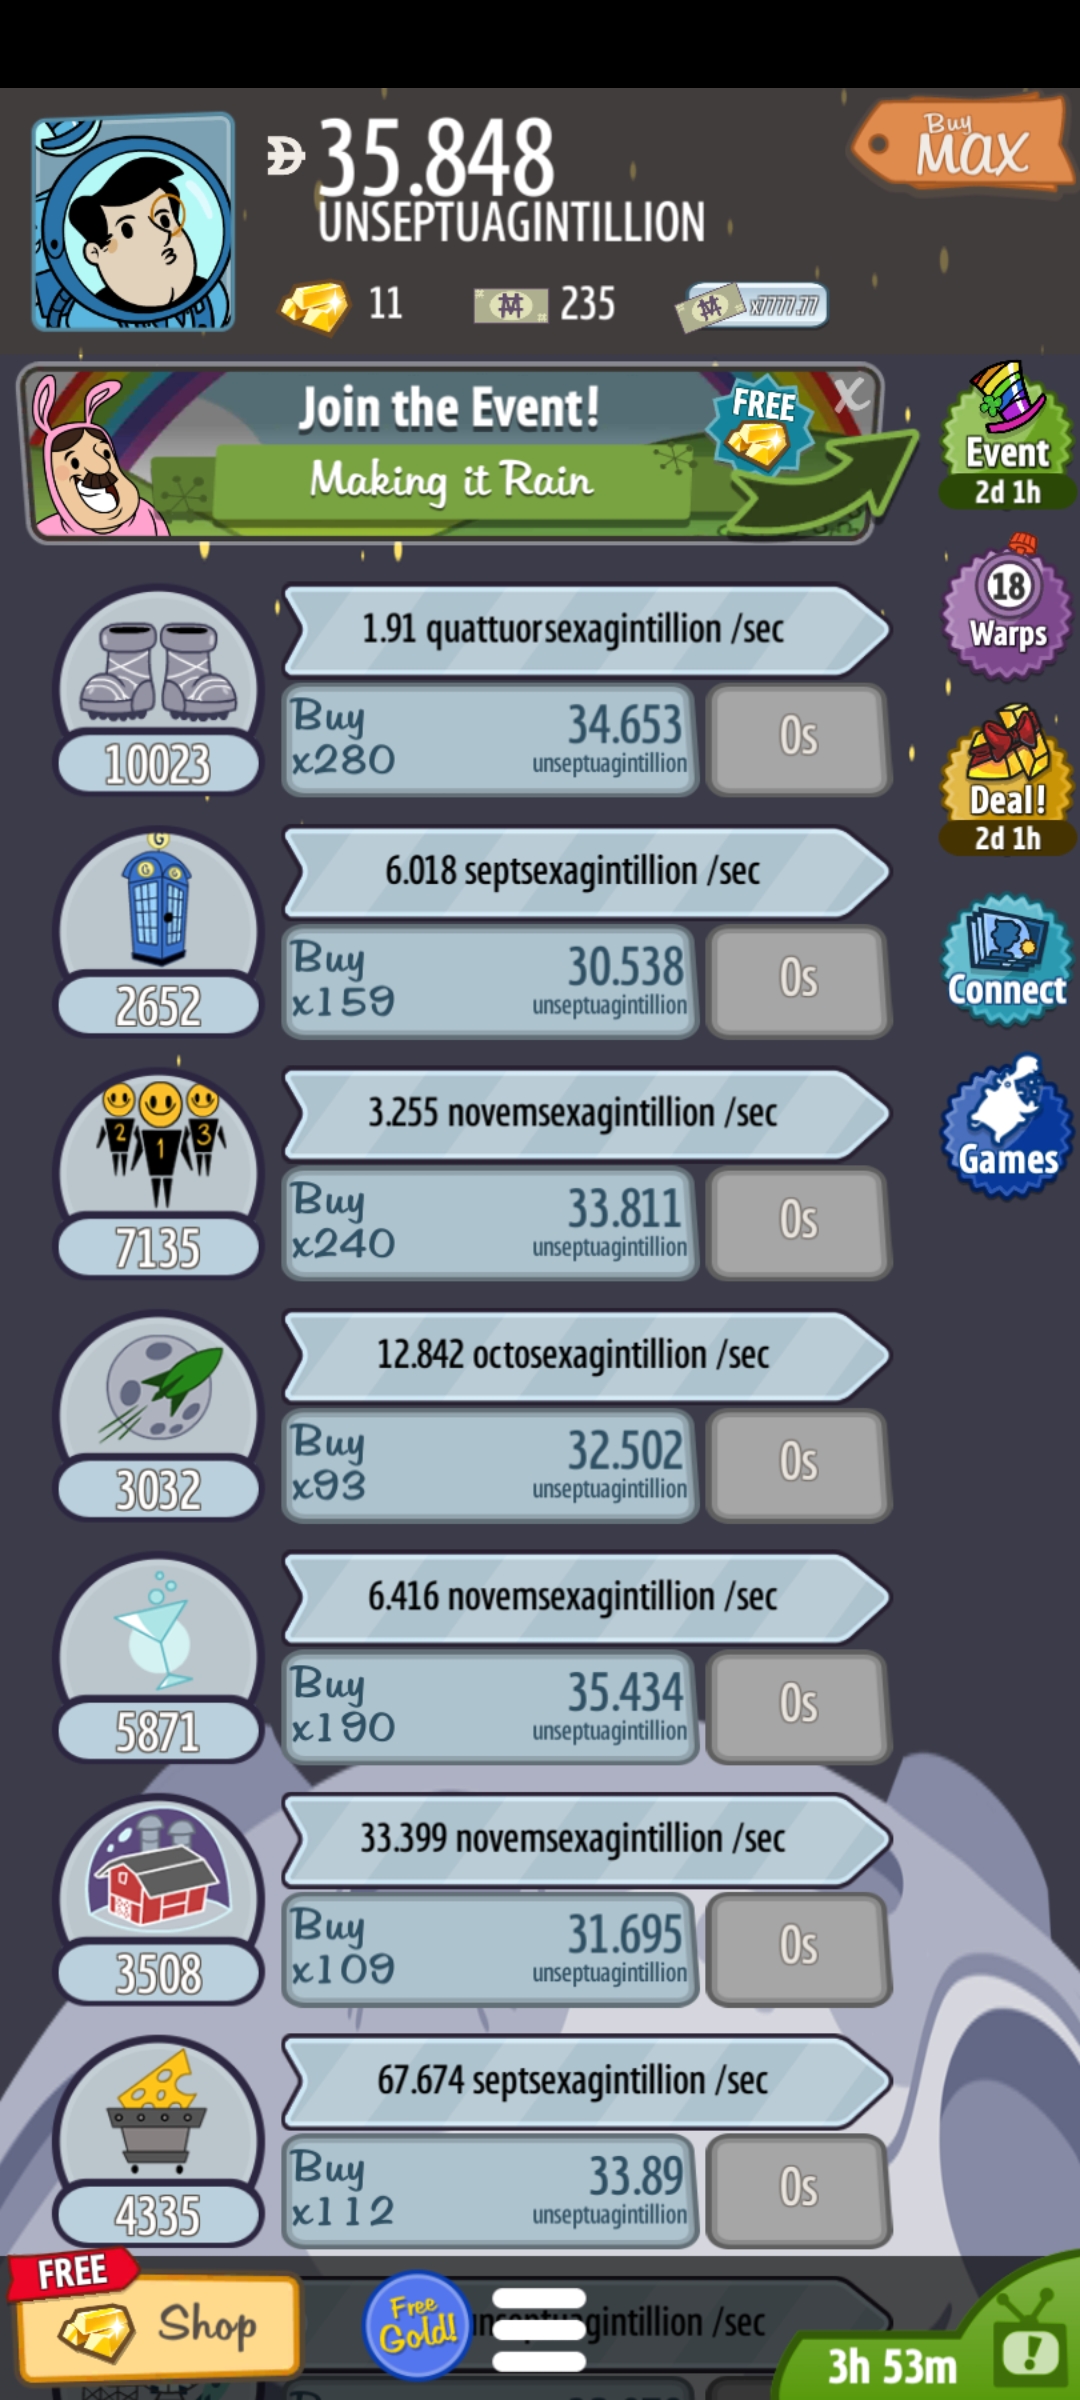 35.848
UNSEPTUAGINTILLION
Buy
MAX
11
235
x7777.77
Join the Event!
Making it Rain
FREE
X
Event
2d 1h
18
Warps
Deal!
2d 1h
Connect
Games
1.91 quattuorsexagintillion /sec
10023
Buy
x280
34.653
unseptuagintillion
0s
6.018 septsexagintillion /sec
2652
Buy
x159
30.538
unseptuagintillion
0s
3.255 novemsexagintillion /sec
2 1 3
7135
Buy
x240
33.811
unseptuagintillion
0s
12.842 octosexagintillion /sec
3032
Buy
x93
32.502
unseptuagintillion
0s
6.416 novemsexagintillion /sec
5871
Buy
x190
35.434
unseptuagintillion
0s
33.399 novemsexagintillion /sec
3508
Buy
x109
31.695
unseptuagintillion
0s
67.674 septsexagintillion /sec
4335
Buy
x112
33.89
unseptuagintillion
0s
FREE
Shop
Free
Gold!
/sec
3h 53m
!